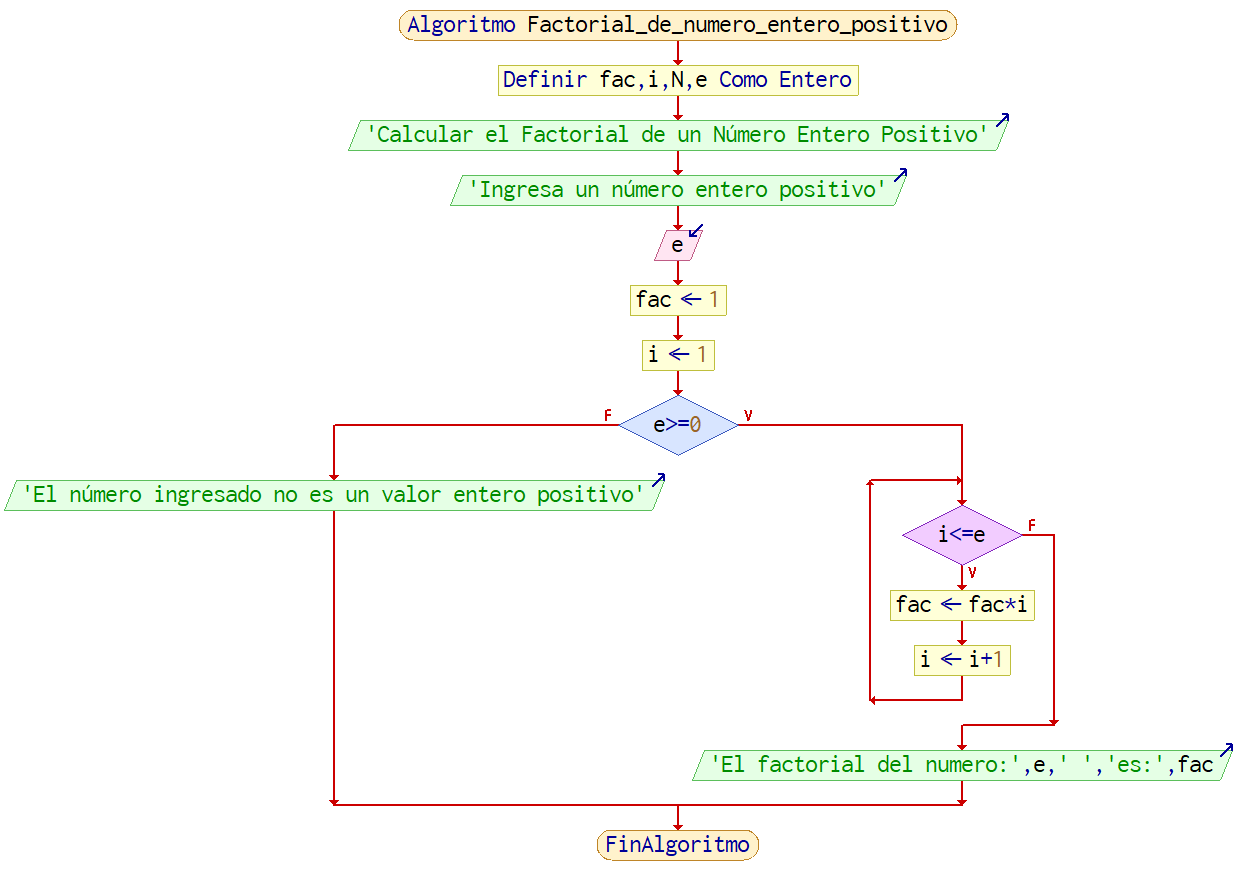 Algoritmo Factorial_de_numero_entero_positivo
Definir fac,i,N,e Como Entero
'Calcular el Factorial de un Número Entero Positivo'
'Ingresa un número entero positivo'
e
fac ← 1
i ← 1
F
V
e>=0
'El número ingresado no es un valor entero positivo'
i<=e
F
V
fac ← fac*i
i ← i+1
'El factorial del numero:',e,' ','es:',fac
FinAlgoritmo